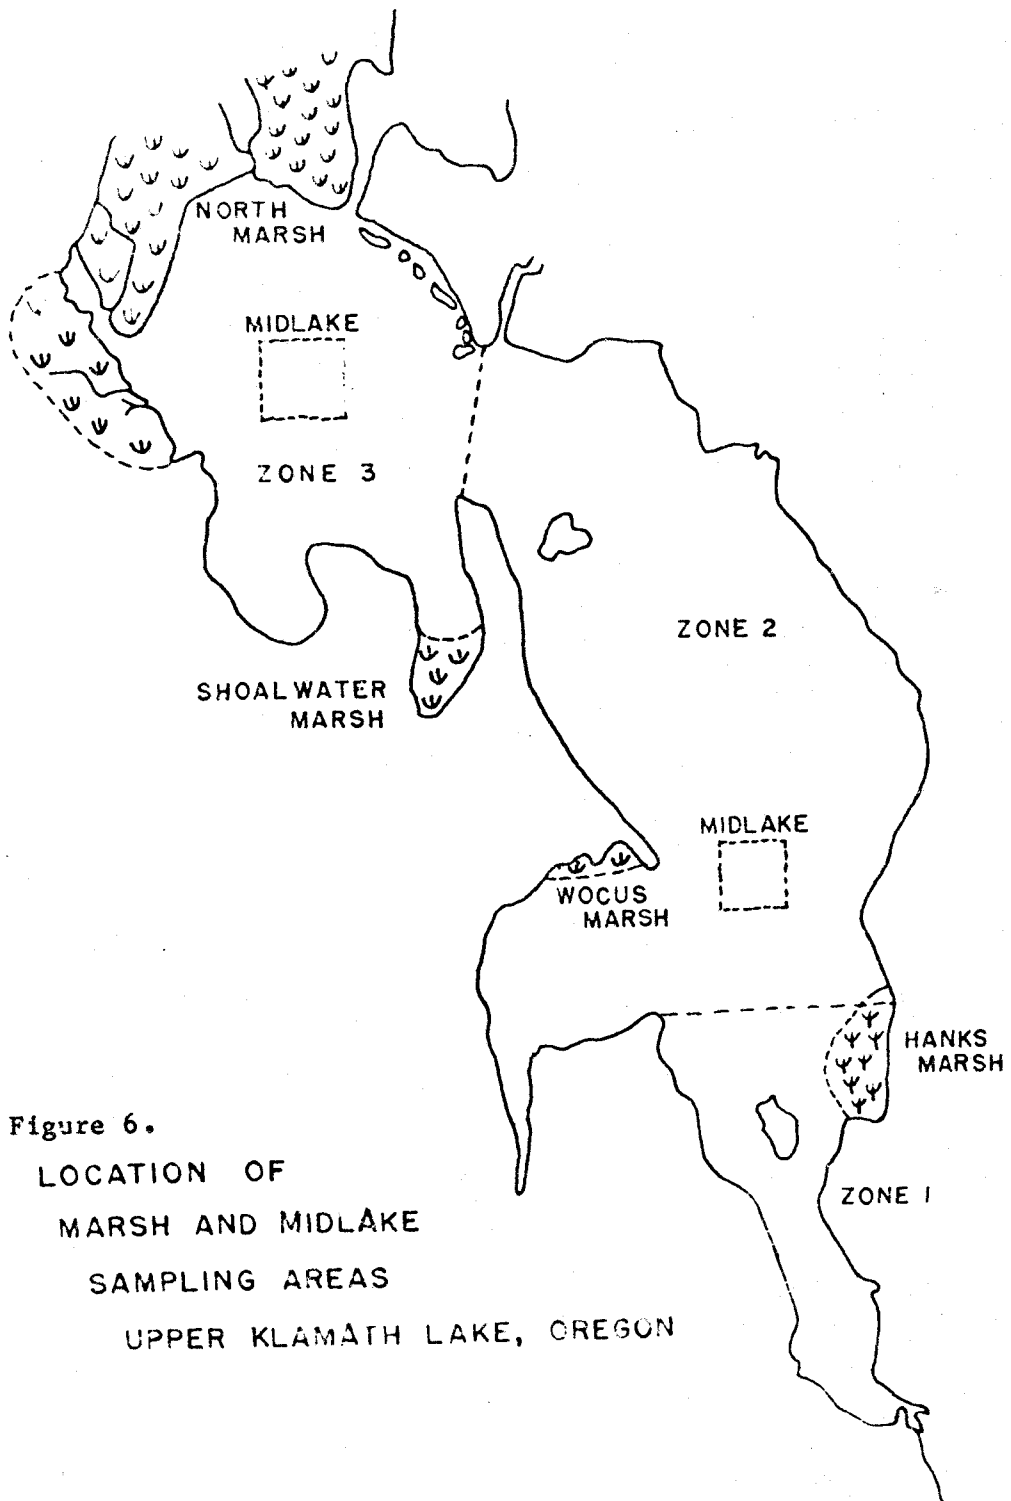 NORTH
MARSH
MIDLAKE
ZONE 3
ZONE 2
SHOALWATER
MARSH
MIDLAKE
WOCUS
MARSH
HANKS
MARSH
ZONE 1
Figure 6.
LOCATION OF
MARSH AND MIDLAKE
SAMPLING AREAS
UPPER KLAMATH LAKE, OREGON